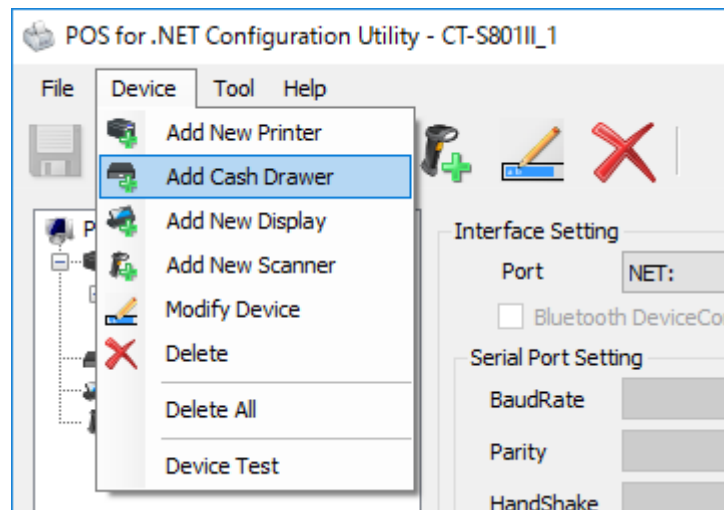 POS for .NET Configuration Utility - CT-S801II_1
File Device Tool Help
Add New Printer
Add Cash Drawer
Add New Display
Add New Scanner
Modify Device
Delete
Delete All
Device Test
P
Interface Setting
Port NET:
Bluetooth DeviceCo
Serial Port Setting
BaudRate
Parity
HandShake